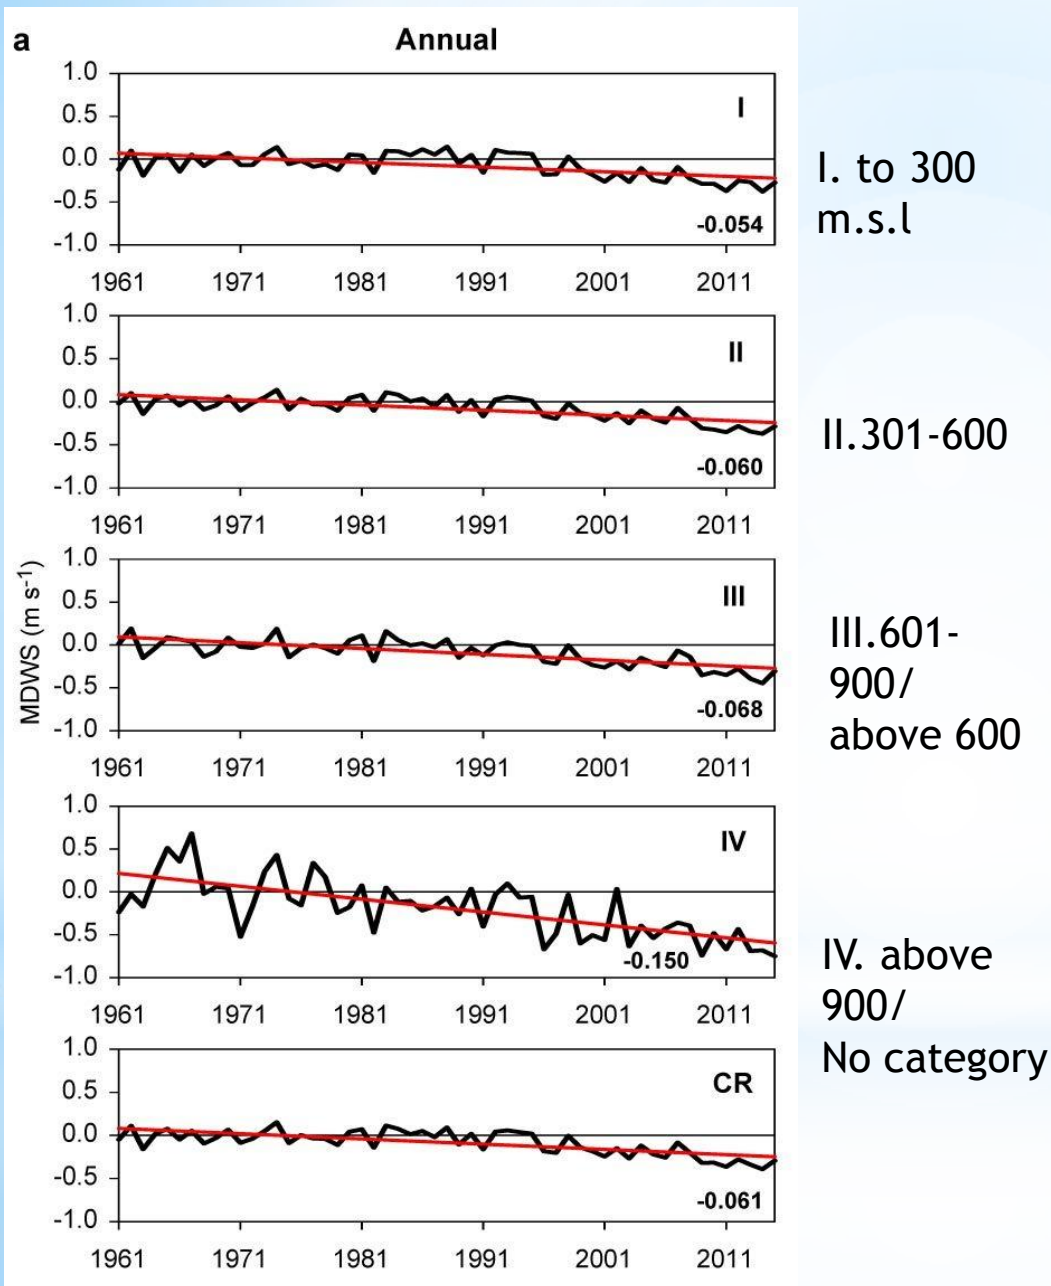 a
Annual
1.0
0.5
0.0
-0.5
-1.0
I
-0.054
1961 1971 1981 1991 2001 2011
I. to 300
m.s.l
1.0
0.5
0.0
-0.5
-1.0
II
-0.060
1961 1971 1981 1991 2001 2011
II.301-600
MDWS (m s-1)
1.0
0.5
0.0
-0.5
-1.0
III
-0.068
1961 1971 1981 1991 2001 2011
III.601-
900/
above 600
1.0
0.5
0.0
-0.5
-1.0
IV
-0.150
1961 1971 1981 1991 2001 2011
IV. above
900/
No category
1.0
0.5
0.0
-0.5
-1.0
CR
-0.061
1961 1971 1981 1991 2001 2011